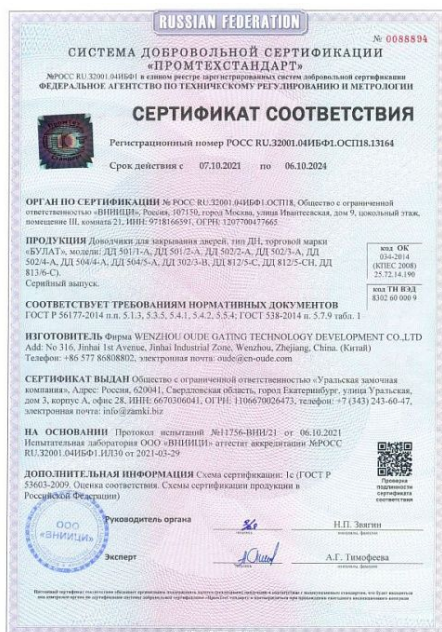 RUSSIAN FEDERATION
№ 0088894
СИСТЕМА ДОБРОВОЛЬНОЙ СЕРТИФИКАЦИИ
«ПРОМТЕХСТАНДАРТ»
№РОСС RU.32001.04ИБФ1 в едином реестре зарегистрированных систем добровольной сертификации
ФЕДЕРАЛЬНОЕ АГЕНТСТВО ПО ТЕХНИЧЕСКОМУ РЕГУЛИРОВАНИЮ И МЕТРОЛОГИИ
СЕРТИФИКАТ СООТВЕТСТВИЯ
Регистрационный номер РОСС RU.32001.04ИБФ1.ОСП18.13164
Срок действия с 07.10.2021 по 06.10.2024
ОРГАН ПО СЕРТИФИКАЦИИ № РОСС RU.32001.04ИБФ1.ОСП18, Общество с ограниченной
ответственностью «ВНИИЦИ», Россия, 107150, город Москва, улица Ивантеевская, дом 9, цокольный этаж,
помещение III, комната 21, ИНН: 9718166591, ОГРН: 1207700477665
ПРОДУКЦИЯ Доводчики для закрывания дверей, тип ДН, торговой марки
«БУЛАТ», модели: ДД 501/1-А, ДД 501/2-А, ДД 502/2-А, ДД 502/3-А, ДД
502/4-А, ДД 504/4-А, ДД 504/5-А, ДД 302/3-В, ДД 812/5-С, ДД 812/5-СН, ДД
813/6-С).
Серийный выпуск.
код ОК
034-2014
(КПЕС 2008)
25.72.14.190
код ТН ВЭД
8302 60 000 9
СООТВЕТСТВУЕТ ТРЕБОВАНИЯМ НОРМАТИВНЫХ ДОКУМЕНТОВ
ГОСТ Р 56177-2014 п.п. 5.1.3, 5.3.5, 5.4.1, 5.4.2, 5.5.4; ГОСТ 538-2014 п. 5.7.9 табл. 1
ИЗГОТОВИТЕЛЬ Фирма WENZHOU OUDE GATING TECHNOLOGY DEVELOPMENT CO.,LTD
Add: No 316, Jinhai 1st Avenue, Jinhai Industrial Zone, Wenzhou, Zhejiang, China. (Китай)
Телефон: +86 577 86808802, электронная почта: oude@cn-oude.com
СЕРТИФИКАТ ВЫДАН Общество с ограниченной ответственностью «Уральская замочная
компания», Адрес: Россия, 620041, Свердловская область, город Екатеринбург, улица Уральская,
дом 3, корпус А, офис 28, ИНН: 6670306041, ОГРН: 1106670026473, телефон: +7 (343) 243-60-47,
электронная почта: info@zamki.biz
НА ОСНОВАНИИ Протокол испытаний №11756-ВНИ/21 от 06.10.2021
Испытательная лаборатория ООО «ВНИИЦИ» аттестат аккредитации №РОСС
RU.32001.04ИБФ1.ИЛ30 от 2021-03-29
Проверка
подлинности
сертификата
соответствия
ДОПОЛНИТЕЛЬНАЯ ИНФОРМАЦИЯ Схема сертификации: 1с (ГОСТ Р
53603-2009. Оценка соответствия. Схемы сертификации продукции в
Российской Федерации)
ООО
«ВНИИЦИ»
Руководитель органа
Н.П. Звягин
Эксперт
А.Г. Тимофеева